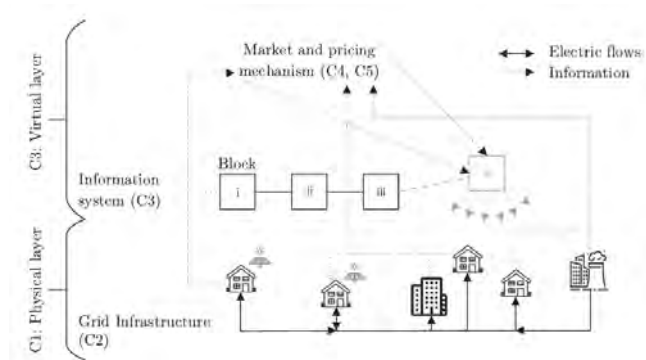 Market and pricing
mechanism (C4, C5)
Electric flows
Information
C3: Virtual layer
Block
i
ii
iii
Information
system (C3)
C1: Physical layer
Grid Infrastructure
(C2)